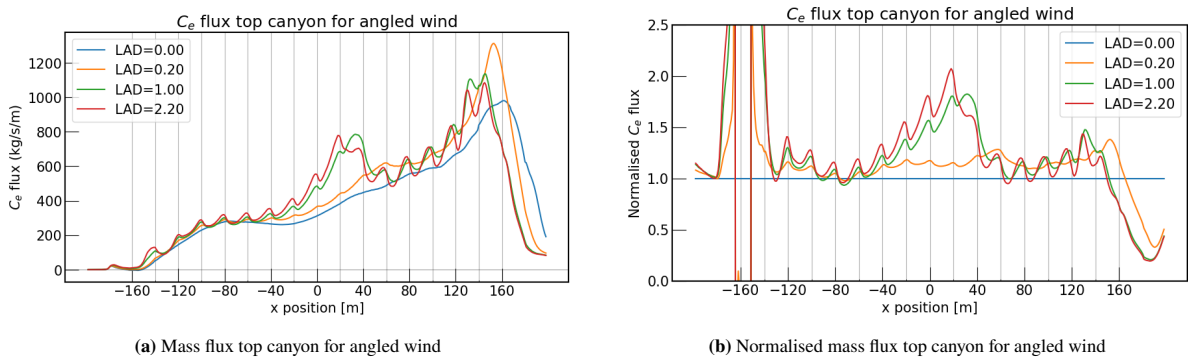 C_e flux top canyon for angled wind
LAD=0.00
LAD=0.20
LAD=1.00
LAD=2.20
C_e flux (kg/s/m)
1200
1000
800
600
400
200
0
−160 −120 −80 −40 0 40 80 120 160
x position [m]
(a) Mass flux top canyon for angled wind
C_e flux top canyon for angled wind
LAD=0.00
LAD=0.20
LAD=1.00
LAD=2.20
Normalised C_e flux
2.5
2.0
1.5
1.0
0.5
0.0
−160 −120 −80 −40 0 40 80 120 160
x position [m]
(b) Normalised mass flux top canyon for angled wind